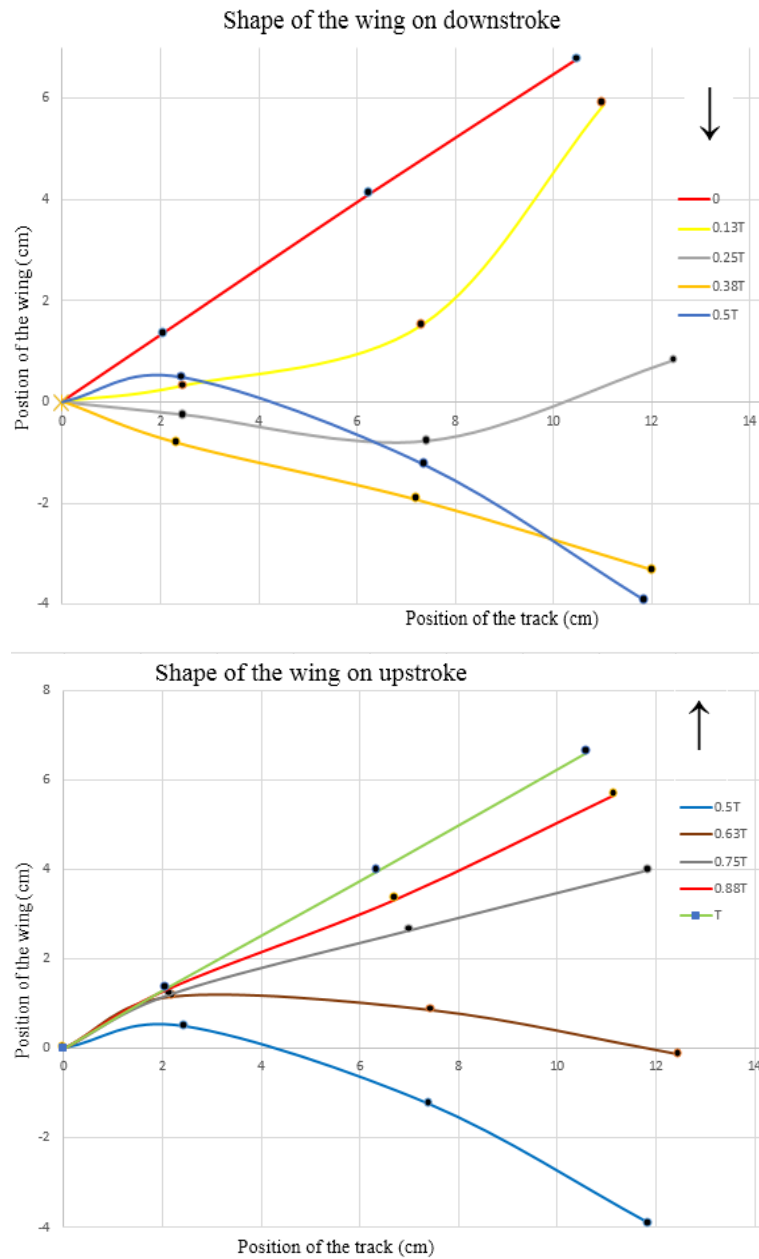 Shape of the wing on downstroke
6
4
2
0
-2
-4
0 2 4 6 8 10 12 14
Postion of the wing (cm)
Position of the track (cm)
0
0.13T
0.25T
0.38T
0.5T
Shape of the wing on upstroke
8
6
4
2
0
-2
-4
0 2 4 6 8 10 12 14
Position of the wing (cm)
Position of the track (cm)
0.5T
0.63T
0.75T
0.88T
T